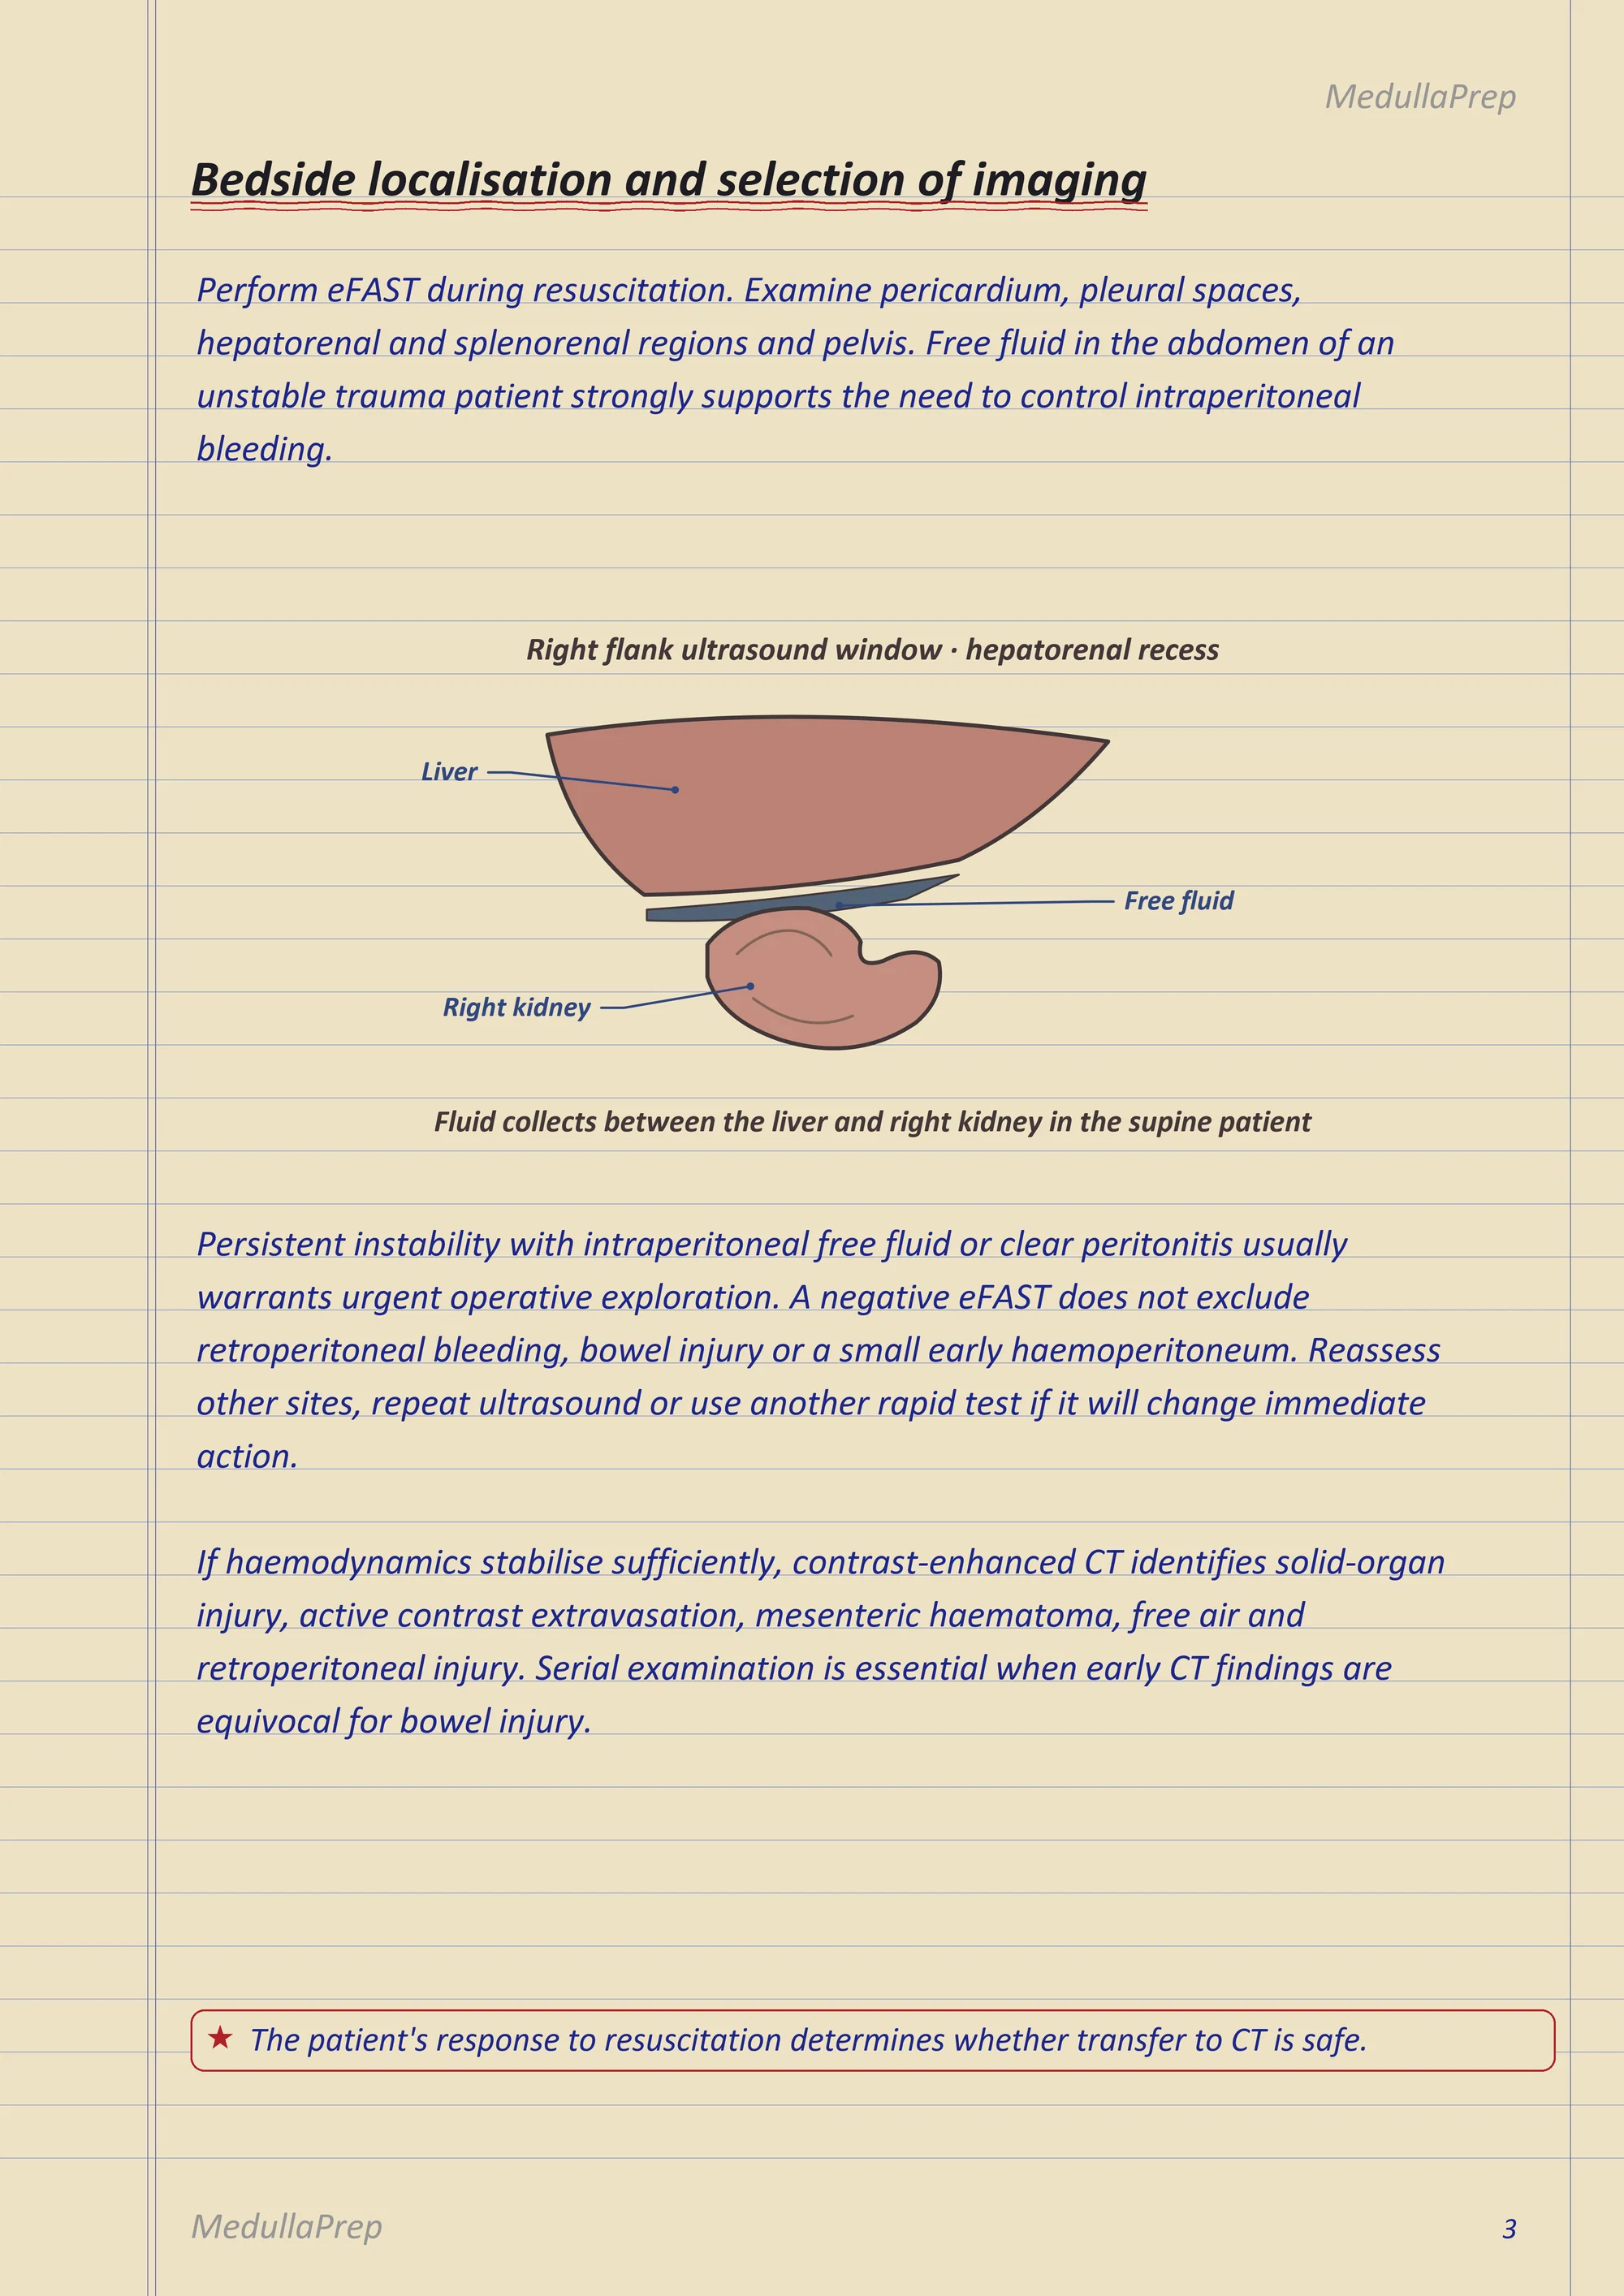 MedullaPrep
Bedside localisation and selection of imaging
Perform eFAST during resuscitation. Examine pericardium, pleural spaces,
hepatorenal and splenorenal regions and pelvis. Free fluid in the abdomen of an
unstable trauma patient strongly supports the need to control intraperitoneal
bleeding.
Right flank ultrasound window · hepatorenal recess
Liver
Free fluid
Right kidney
Fluid collects between the liver and right kidney in the supine patient
Persistent instability with intraperitoneal free fluid or clear peritonitis usually
warrants urgent operative exploration. A negative eFAST does not exclude
retroperitoneal bleeding, bowel injury or a small early haemoperitoneum. Reassess
other sites, repeat ultrasound or use another rapid test if it will change immediate
action.
If haemodynamics stabilise sufficiently, contrast-enhanced CT identifies solid-organ
injury, active contrast extravasation, mesenteric haematoma, free air and
retroperitoneal injury. Serial examination is essential when early CT findings are
equivocal for bowel injury.
★ The patient's response to resuscitation determines whether transfer to CT is safe.
MedullaPrep
3